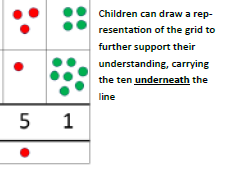 Children can draw a rep-
resentation of the grid to
further support their
understanding, carrying
the ten underneath the
line
5 1